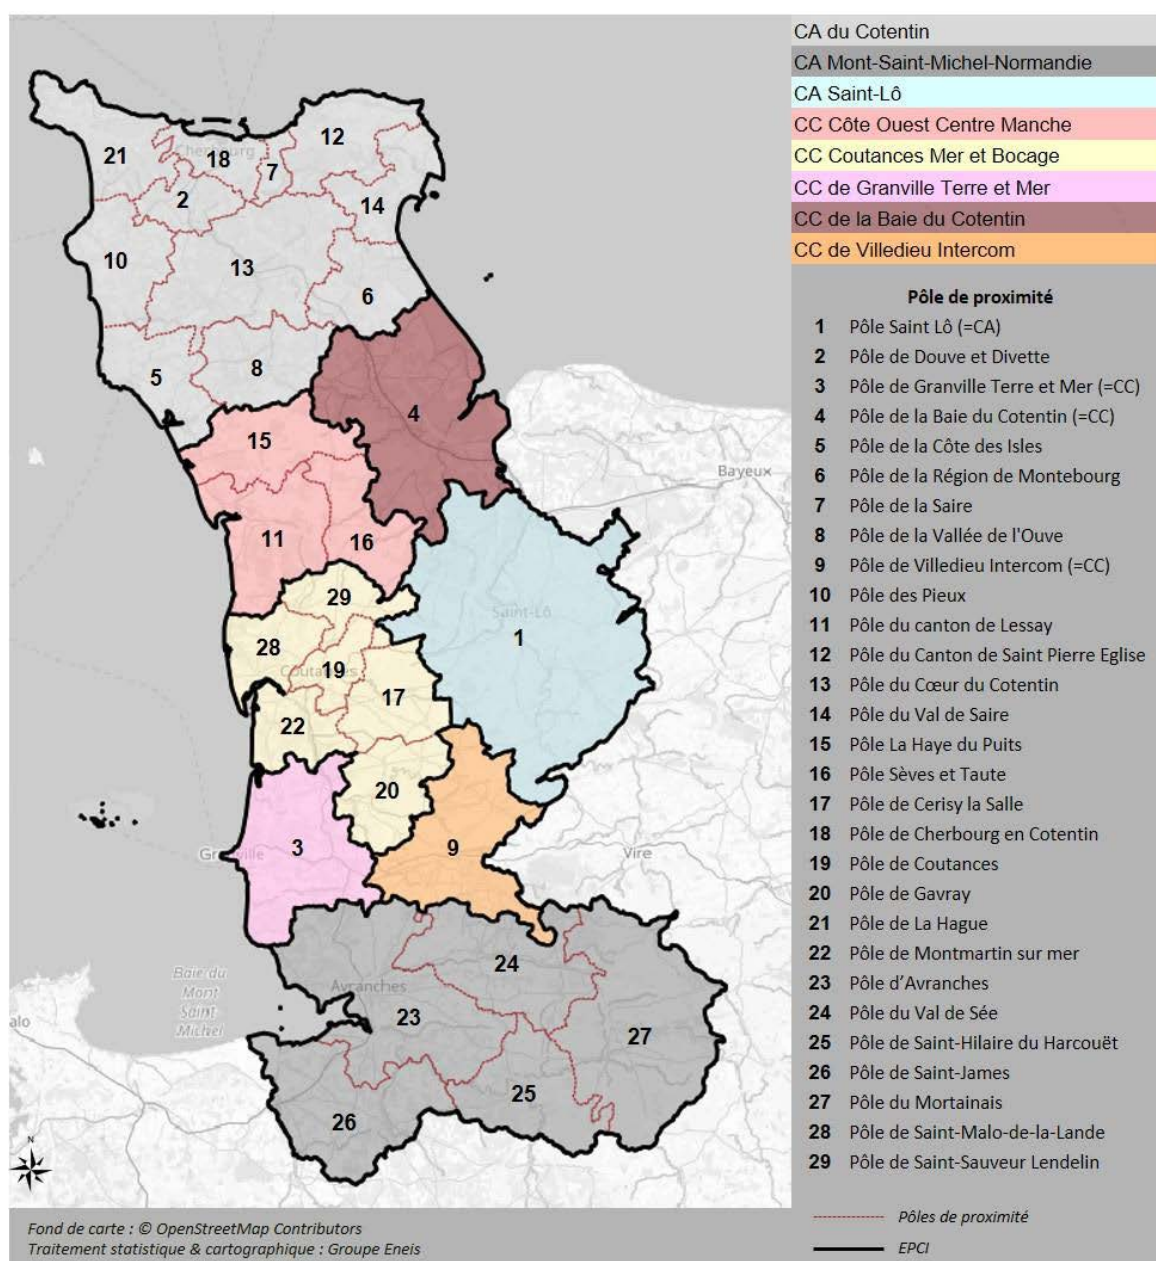 CA du Cotentin
CA Mont-Saint-Michel-Normandie
CA Saint-Lô
CC Côte Ouest Centre Manche
CC Coutances Mer et Bocage
CC de Granville Terre et Mer
CC de la Baie du Cotentin
CC de Villedieu Intercom
Pôle de proximité
1 Pôle Saint Lô (=CA)
2 Pôle de Douve et Divette
3 Pôle de Granville Terre et Mer (=CC)
4 Pôle de la Baie du Cotentin (=CC)
5 Pôle de la Côte des Isles
6 Pôle de la Région de Montebourg
7 Pôle de la Saire
8 Pôle de la Vallée de l'Ouve
9 Pôle de Villedieu Intercom (=CC)
10 Pôle des Pieux
11 Pôle du canton de Lessay
12 Pôle du Canton de Saint Pierre Eglise
13 Pôle du Cœur du Cotentin
14 Pôle du Val de Saire
15 Pôle La Haye du Puits
16 Pôle Sèves et Taute
17 Pôle de Cerisy la Salle
18 Pôle de Cherbourg en Cotentin
19 Pôle de Coutances
20 Pôle de Gavray
21 Pôle de La Hague
22 Pôle de Montmartin sur mer
23 Pôle d’Avranches
24 Pôle du Val de Sée
25 Pôle de Saint-Hilaire du Harcouët
26 Pôle de Saint-James
27 Pôle du Mortainais
28 Pôle de Saint-Malo-de-la-Lande
29 Pôle de Saint-Sauveur Lendelin
Pôles de proximité
EPCI
12
21
18
Cherbourg
7
2
14
10
13
6
8
5
4
15
Bayeux
11
16
29
Saint-Lô
1
28
19
Coutances
17
22
20
3
9
Granville
Vire
24
Baie du
Mont
Saint
Michel
Avranches
23
27
alo
25
26
N
Fond de carte : © OpenStreetMap Contributors
Traitement statistique & cartographique : Groupe Eneis